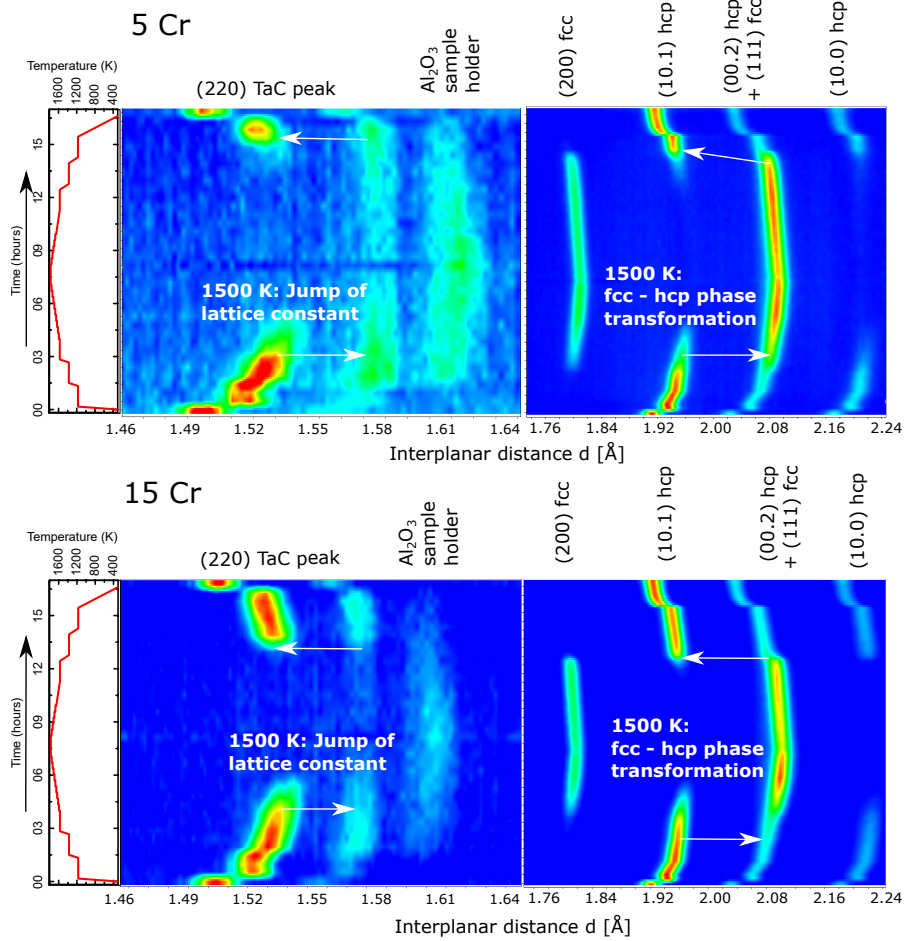 5 Cr
Temperature (K)
1600
1200
800
400
(220) TaC peak
Al₂O₃
sample
holder
(200) fcc
(10.1) hcp
(00.2) hcp
+ (111) fcc
(10.0) hcp
Time (hours)
15
12
09
06
03
00
1500 K: Jump of
lattice constant
1500 K:
fcc - hcp phase
transformation
1.46
1.49
1.52
1.55
1.58
1.61
1.64
1.76
1.84
1.92
2.00
2.08
2.16
2.24
Interplanar distance d [Å]
15 Cr
Temperature (K)
1600
1200
800
400
(220) TaC peak
Al₂O₃
sample
holder
(200) fcc
(10.1) hcp
(00.2) hcp
+ (111) fcc
(10.0) hcp
Time (hours)
15
12
09
06
03
00
1500 K: Jump of
lattice constant
1500 K:
fcc - hcp phase
transformation
1.46
1.49
1.52
1.55
1.58
1.61
1.64
1.76
1.84
1.92
2.00
2.08
2.16
2.24
Interplanar distance d [Å]